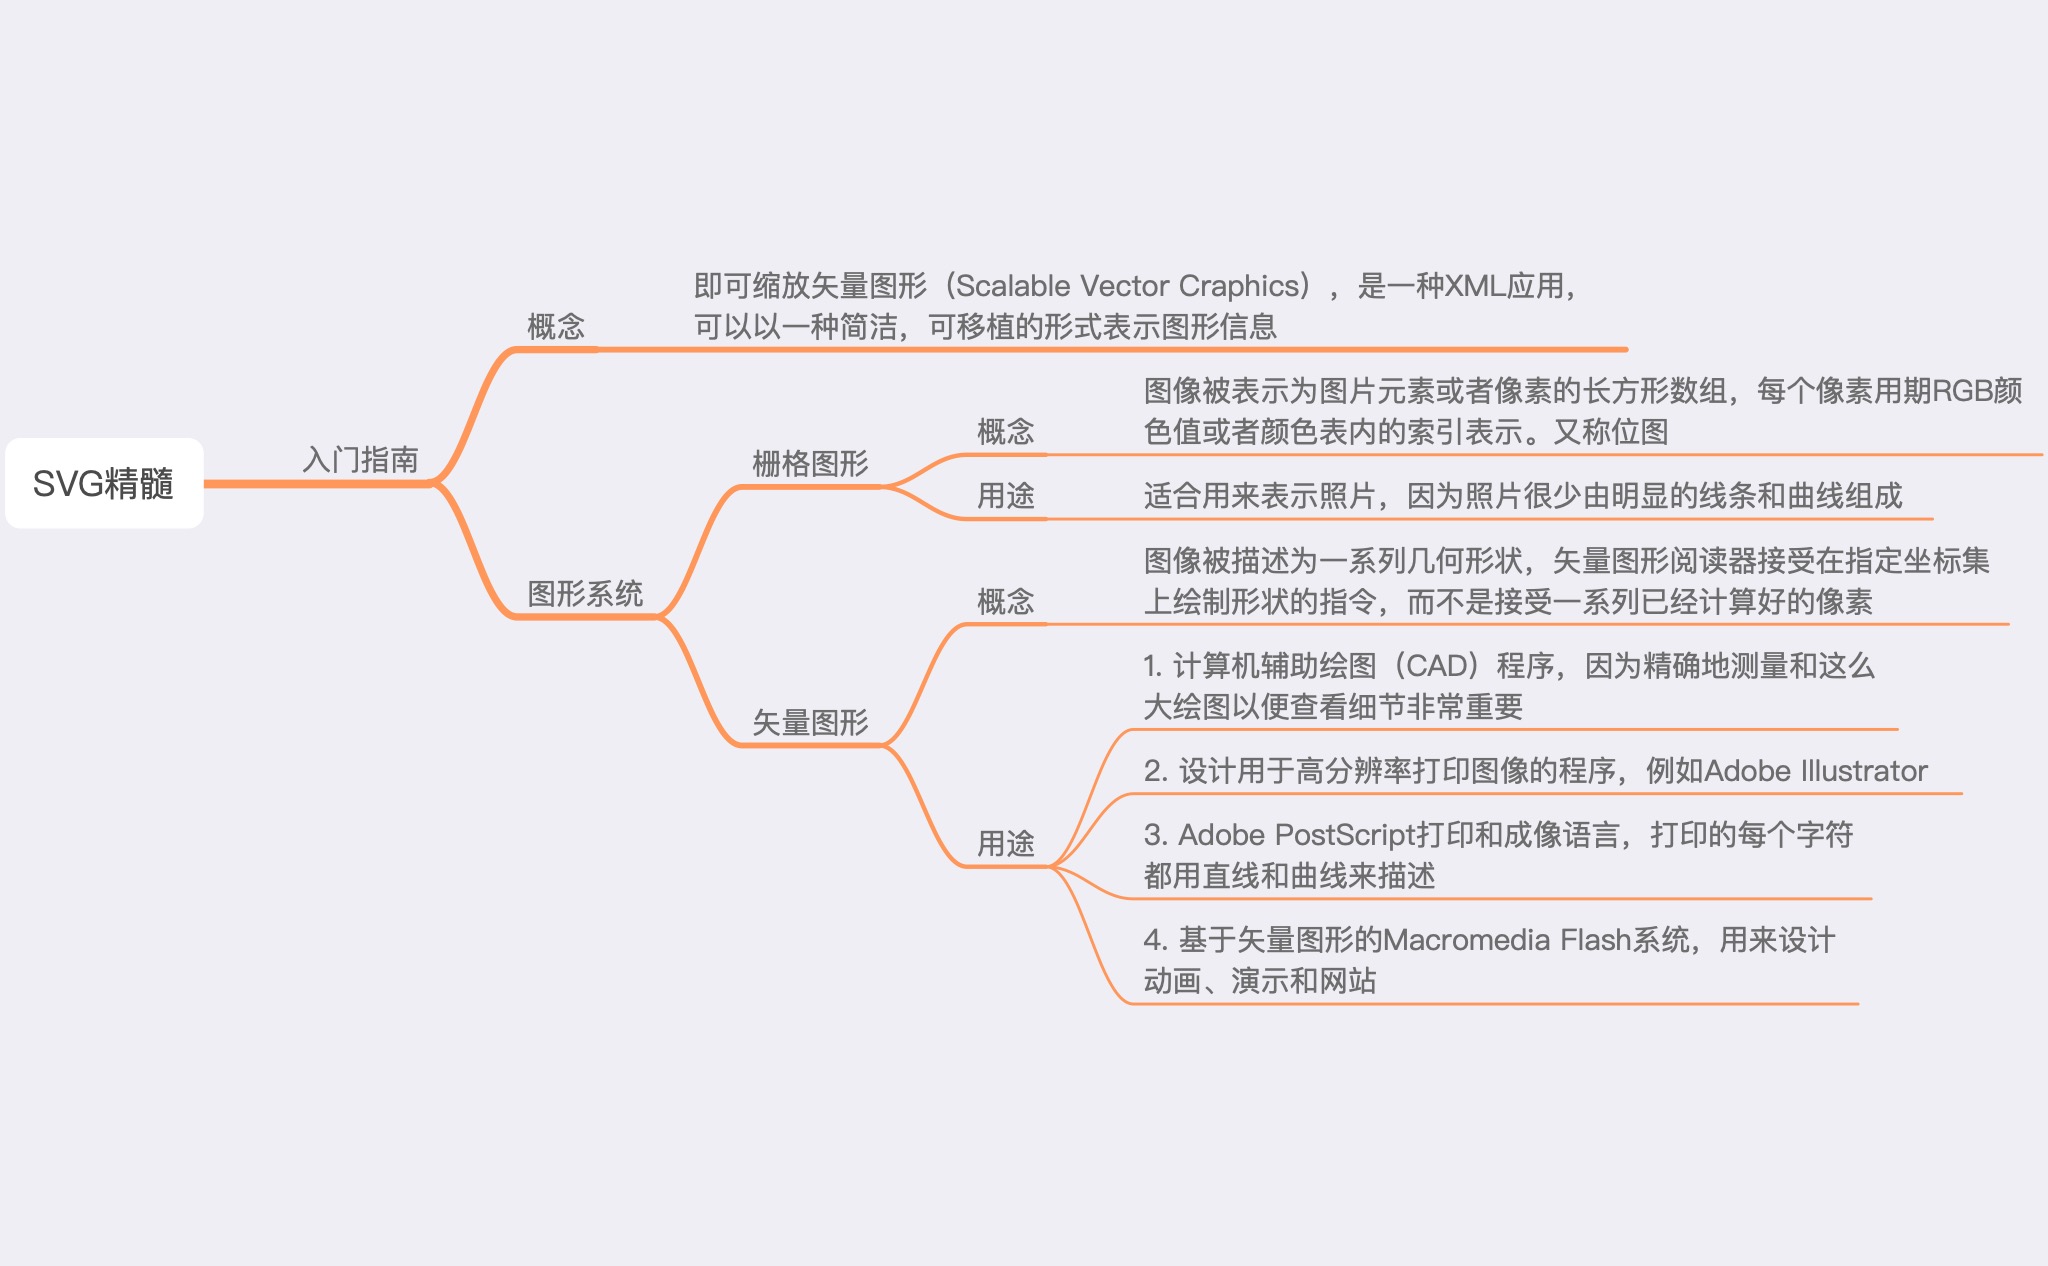 SVG精髓
入门指南
概念
即可缩放矢量图形（Scalable Vector Craphics），是一种XML应用，
可以以一种简洁，可移植的形式表示图形信息
图形系统
栅格图形
概念
图像被表示为图片元素或者像素的长方形数组，每个像素用期RGB颜
色值或者颜色表内的索引表示。又称位图
用途
适合用来表示照片，因为照片很少由明显的线条和曲线组成
矢量图形
概念
图像被描述为一系列几何形状，矢量图形阅读器接受在指定坐标集
上绘制形状的指令，而不是接受一系列已经计算好的像素
用途
1. 计算机辅助绘图（CAD）程序，因为精确地测量和这么
大绘图以便查看细节非常重要
2. 设计用于高分辨率打印图像的程序，例如Adobe Illustrator
3. Adobe PostScript打印和成像语言，打印的每个字符
都用直线和曲线来描述
4. 基于矢量图形的Macromedia Flash系统，用来设计
动画、演示和网站